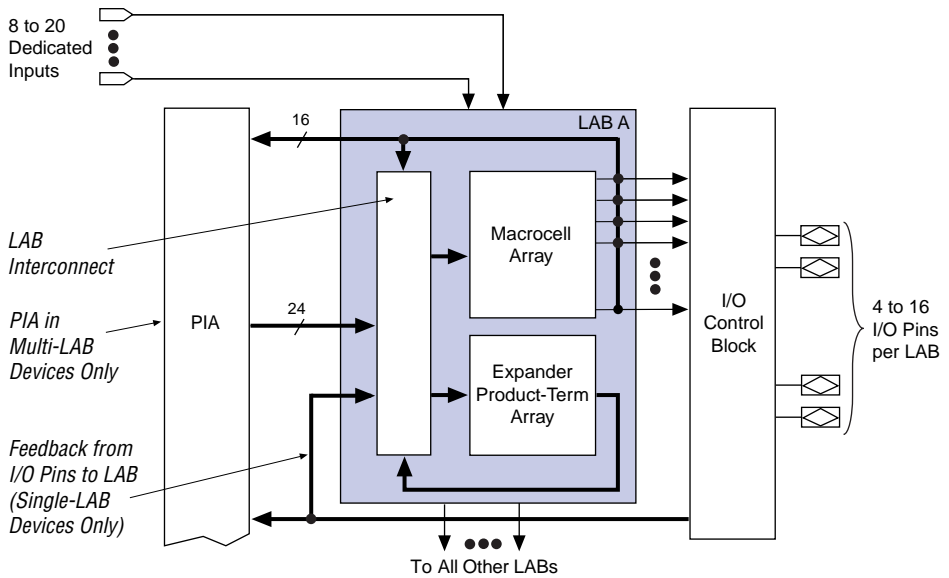 8 to 20
Dedicated
Inputs
LAB A
16
LAB
Interconnect
Macrocell
Array
PIA in
Multi-LAB
Devices Only
PIA
24
I/O
Control
Block
4 to 16
I/O Pins
per LAB
Expander
Product-Term
Array
Feedback from
I/O Pins to LAB
(Single-LAB
Devices Only)
To All Other LABs